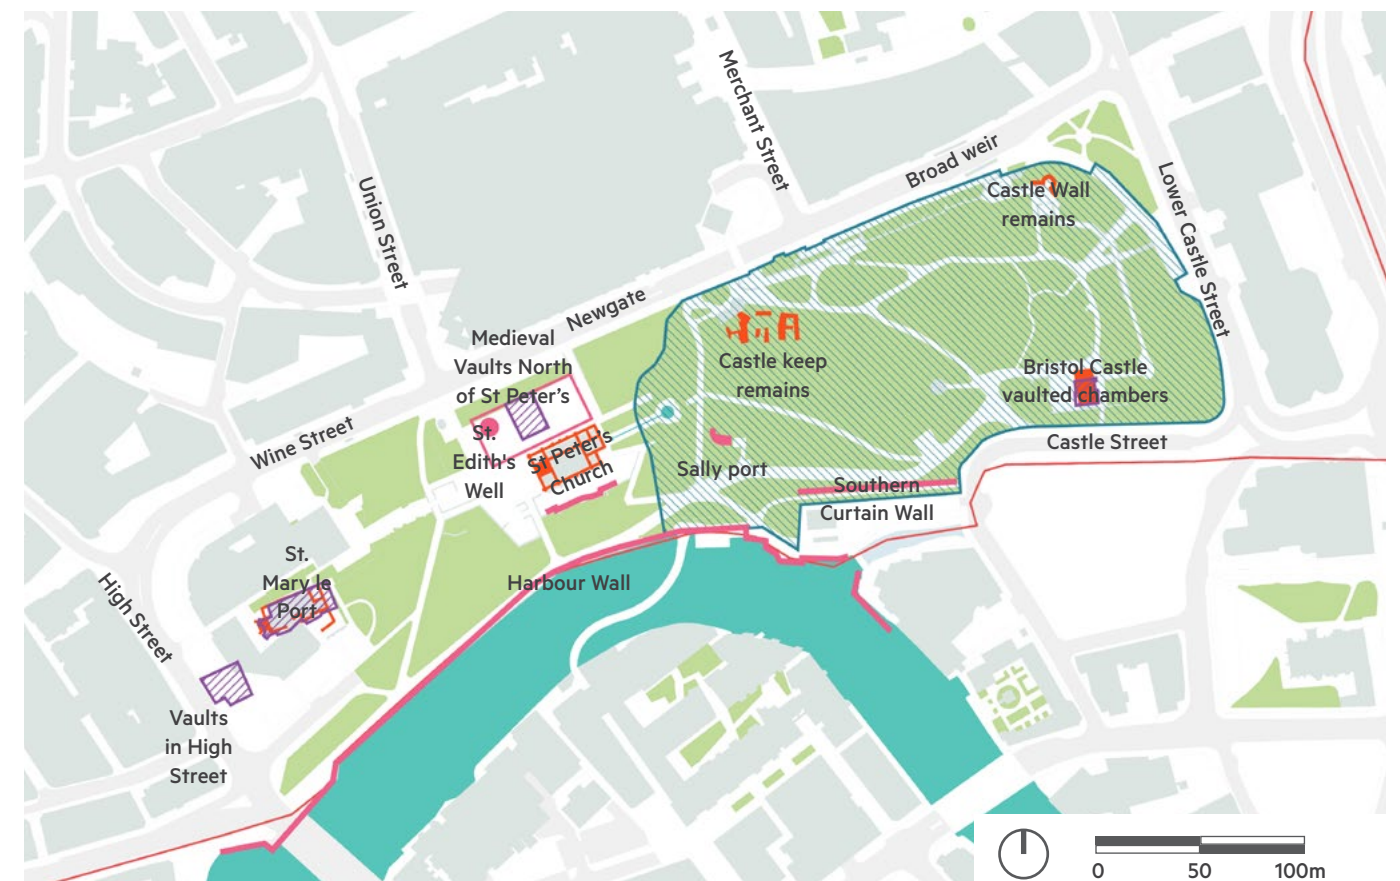 Merchant Street
Broad weir
Castle Wall
remains
Union Street
Lower Castle Street
Newgate
Medieval
Vaults North
of St Peter's
Castle keep
remains
Bristol Castle
vaulted chambers
Wine Street
St.
Edith's
Well
St Peter's
Church
Castle Street
Sally port
Southern
Curtain Wall
St.
Mary le
Port
High Street
Harbour Wall
Vaults
in High
Street
0 50 100m